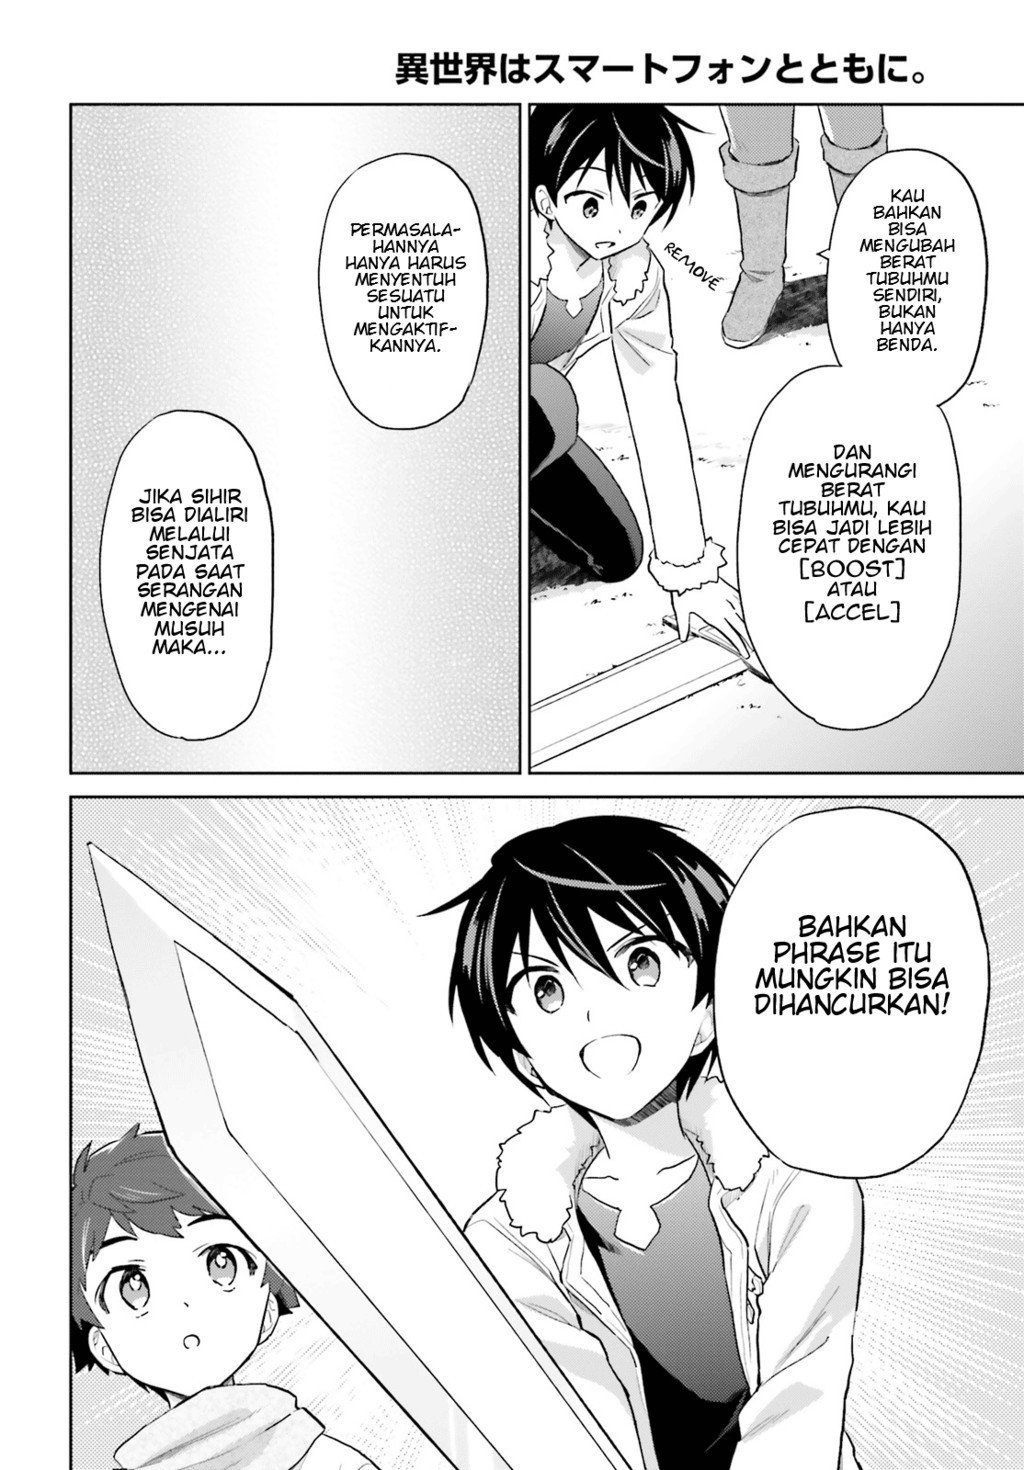 異世界はスマートフォンとともに。
KAU
BAHKAN
BISA
MENGUBAH
BERAT
TUBUHMU
SENDIRI,
BUKAN
HANYA
BENDA.
REMOVE
DAN
MENGURANGI
BERAT
TUBUHMU, KAU
BISA JADI LEBIH
CEPAT DENGAN
[BOOST]
ATAU
[ACCEL]
PERMASALA-
HANNYA
HANYA HARUS
MENYENTUH
SESUATU
UNTUK
MENGAKTIF-
KANNYA.
JIKA SIHIR
BISA DIALIRI
MELALUI
SENJATA
PADA SAAT
SERANGAN
MENGENAI
MUSUH
MAKA...
BAHKAN
PHRASE ITU
MUNGKIN BISA
DIHANCURKAN!